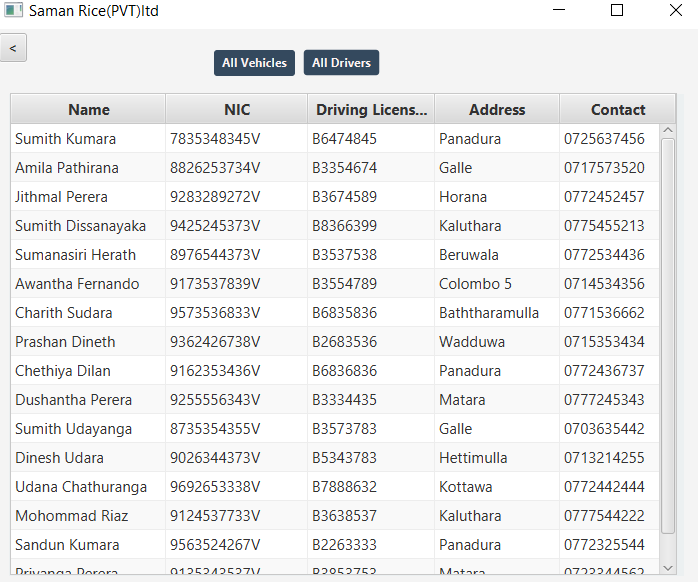 Saman Rice(PVT)ltd
<
All Vehicles All Drivers
Name NIC Driving Licens... Address Contact
Sumith Kumara 7835348345V B6474845 Panadura 0725637456
Amila Pathirana 8826253734V B3354674 Galle 0717573520
Jithmal Perera 9283289272V B3674589 Horana 0772452457
Sumith Dissanayaka 9425245373V B8366399 Kaluthara 0775455213
Sumanasiri Herath 8976544373V B3537538 Beruwala 0772534436
Awantha Fernando 9173537839V B3554789 Colombo 5 0714534356
Charith Sudara 9573536833V B6835836 Baththaramulla 0771536662
Prashan Dineth 9362426738V B2683536 Wadduwa 0715353434
Chethiya Dilan 9162353436V B6836836 Panadura 0772436737
Dushantha Perera 9255556343V B3334435 Matara 0777245343
Sumith Udayanga 8735354355V B3573783 Galle 0703635442
Dinesh Udara 9026344373V B5343783 Hettimulla 0713214255
Udana Chathuranga 9692653338V B7888632 Kottawa 0772442444
Mohommad Riaz 9124537733V B3638537 Kaluthara 0777544222
Sandun Kumara 9563524267V B2263333 Panadura 0772325544
Priyanga Perera 9135343537V B3853753 Matara 0723344562